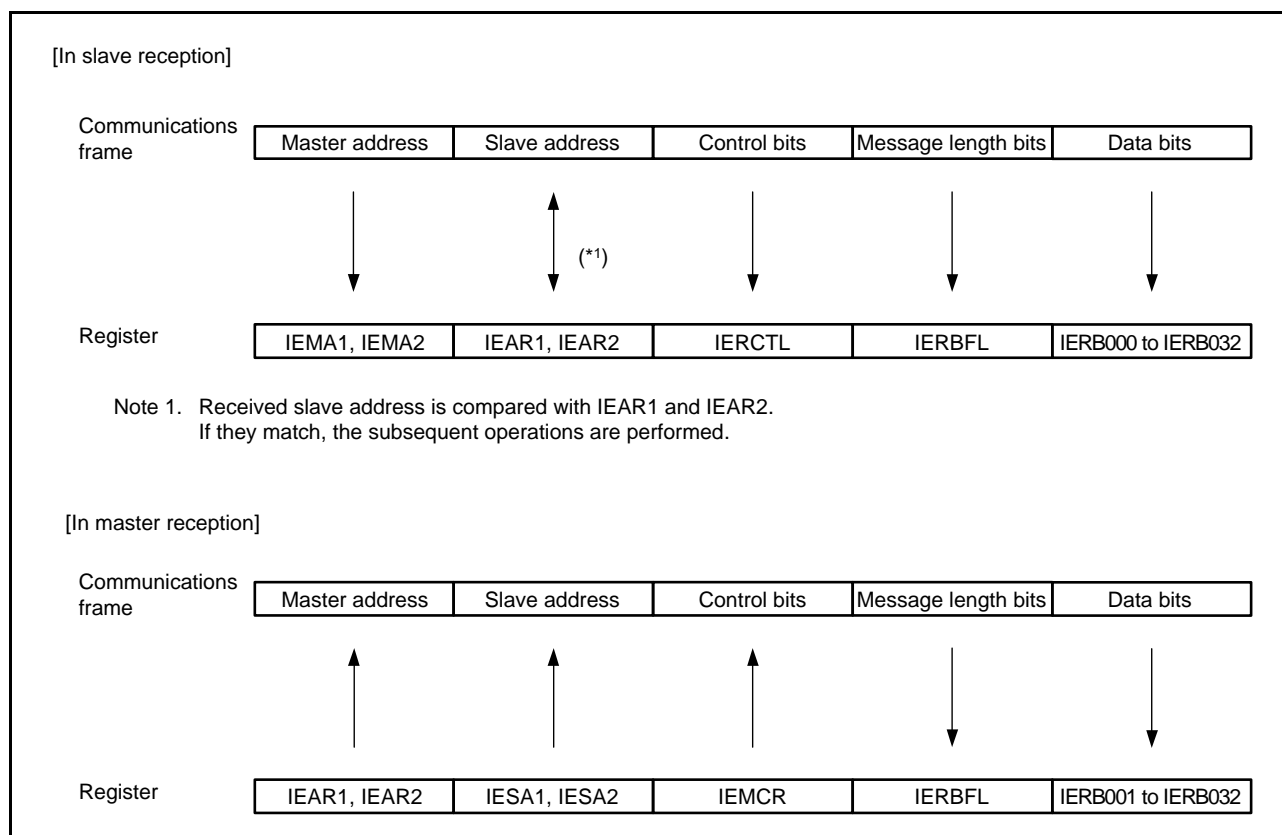 [In slave reception]
Communications
frame
Master address Slave address Control bits Message length bits Data bits
(*1)
Register
IEMA1, IEMA2 IEAR1, IEAR2 IERCTL IERBFL IERB000 to IERB032
Note 1. Received slave address is compared with IEAR1 and IEAR2.
If they match, the subsequent operations are performed.
[In master reception]
Communications
frame
Master address Slave address Control bits Message length bits Data bits
Register
IEAR1, IEAR2 IESA1, IESA2 IEMCR IERBFL IERB001 to IERB032